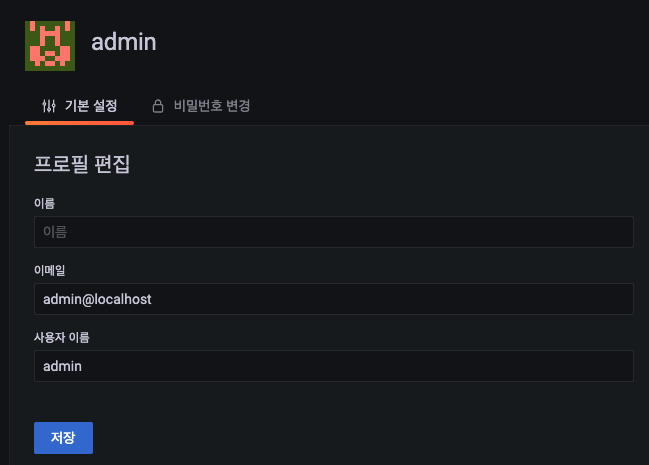 admin
기본 설정 비밀번호 변경
프로필 편집
이름
이름
이메일
admin@localhost
사용자 이름
admin
저장